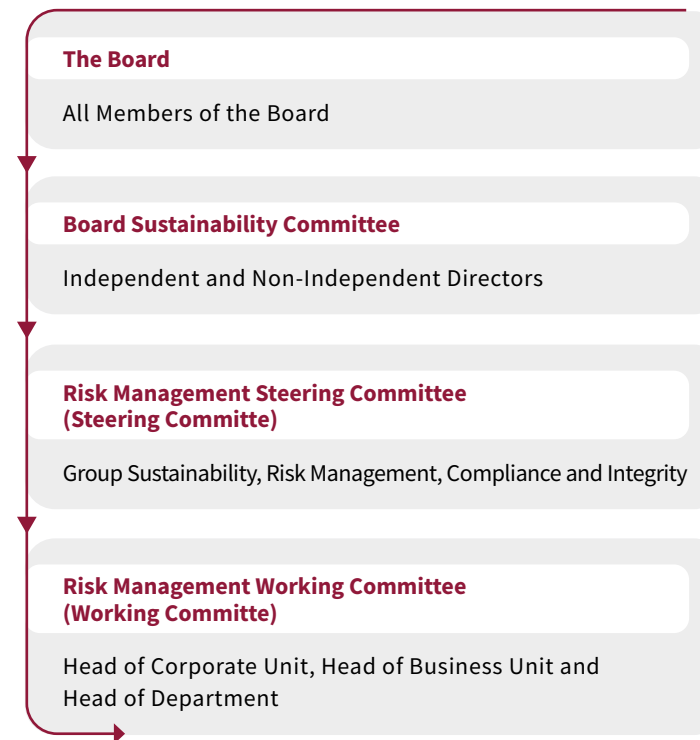 The Board
All Members of the Board
Board Sustainability Committee
Independent and Non-Independent Directors
Risk Management Steering Committee
(Steering Committe)
Group Sustainability, Risk Management, Compliance and Integrity
Risk Management Working Committee
(Working Committe)
Head of Corporate Unit, Head of Business Unit and
Head of Department